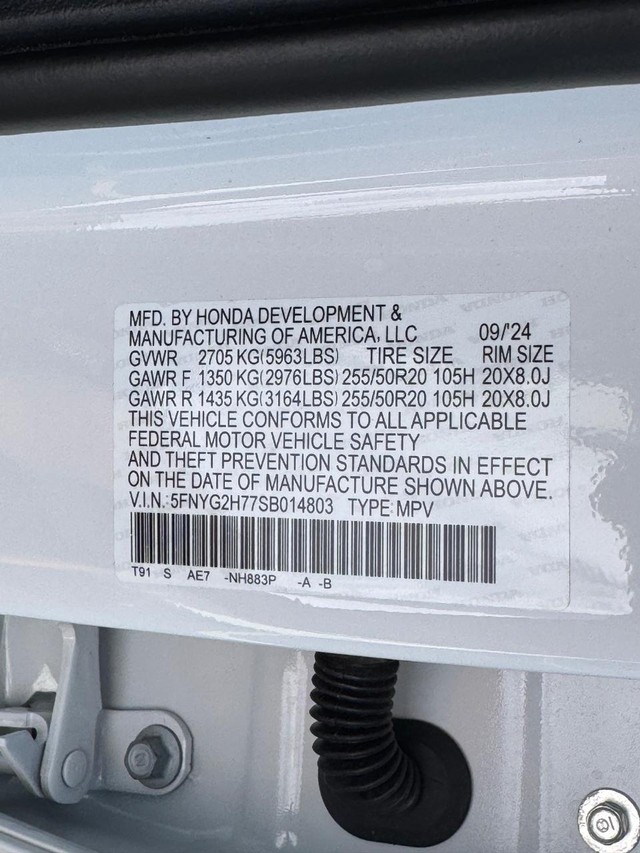 MFD. BY HONDA DEVELOPMENT &
MANUFACTURING OF AMERICA, LLC 09/'24
GVWR 2705 KG(5963LBS) TIRE SIZE RIM SIZE
GAWR F 1350 KG(2976LBS) 255/50R20 105H 20X8.0J
GAWR R 1435 KG(3164LBS) 255/50R20 105H 20X8.0J
THIS VEHICLE CONFORMS TO ALL APPLICABLE
FEDERAL MOTOR VEHICLE SAFETY
AND THEFT PREVENTION STANDARDS IN EFFECT
ON THE DATE OF MANUFACTURE SHOWN ABOVE.
V.I.N.: 5FNYG2H77SB014803 TYPE: MPV
T91 S AE7 -NH883P -A -B